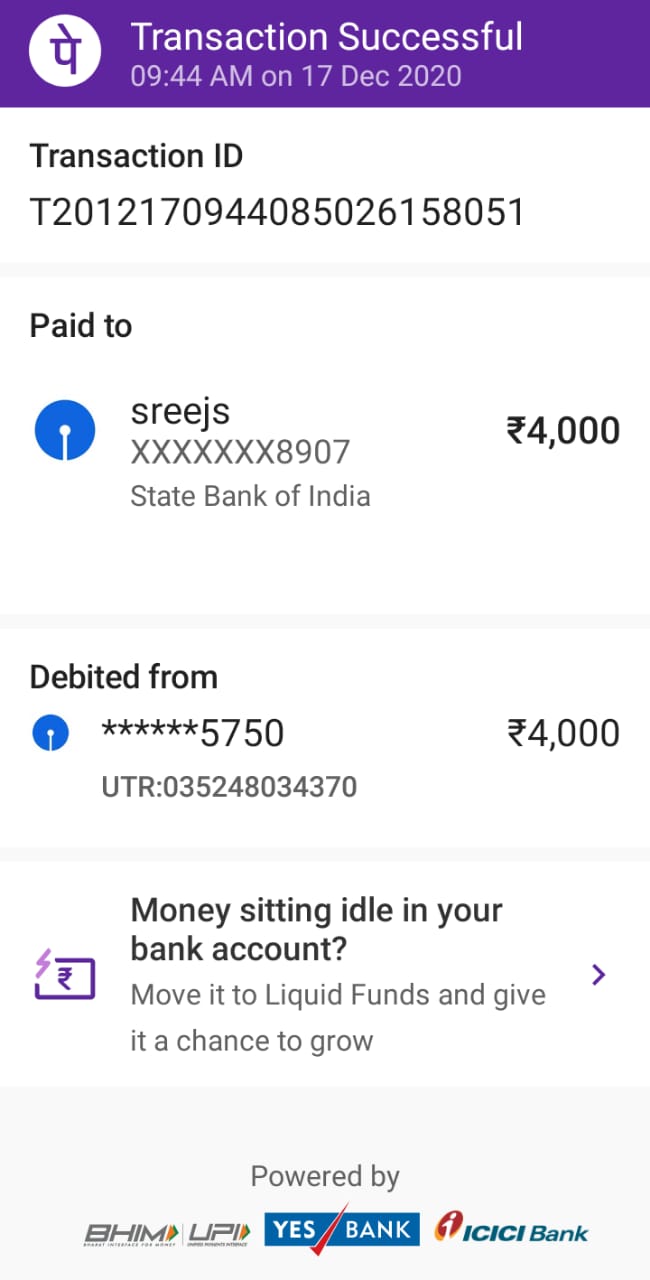 पे
Transaction Successful
09:44 AM on 17 Dec 2020
Transaction ID
T2012170944085026158051
Paid to
sreejs
₹4,000
XXXXXXX8907
State Bank of India
Debited from
******5750
₹4,000
UTR:035248034370
Money sitting idle in your
bank account?
₹
Move it to Liquid Funds and give
it a chance to grow
Powered by
BHIM UPI YES BANK ICICI Bank
BHARAT INTERFACE FOR MONEY UNIFIED PAYMENTS INTERFACE